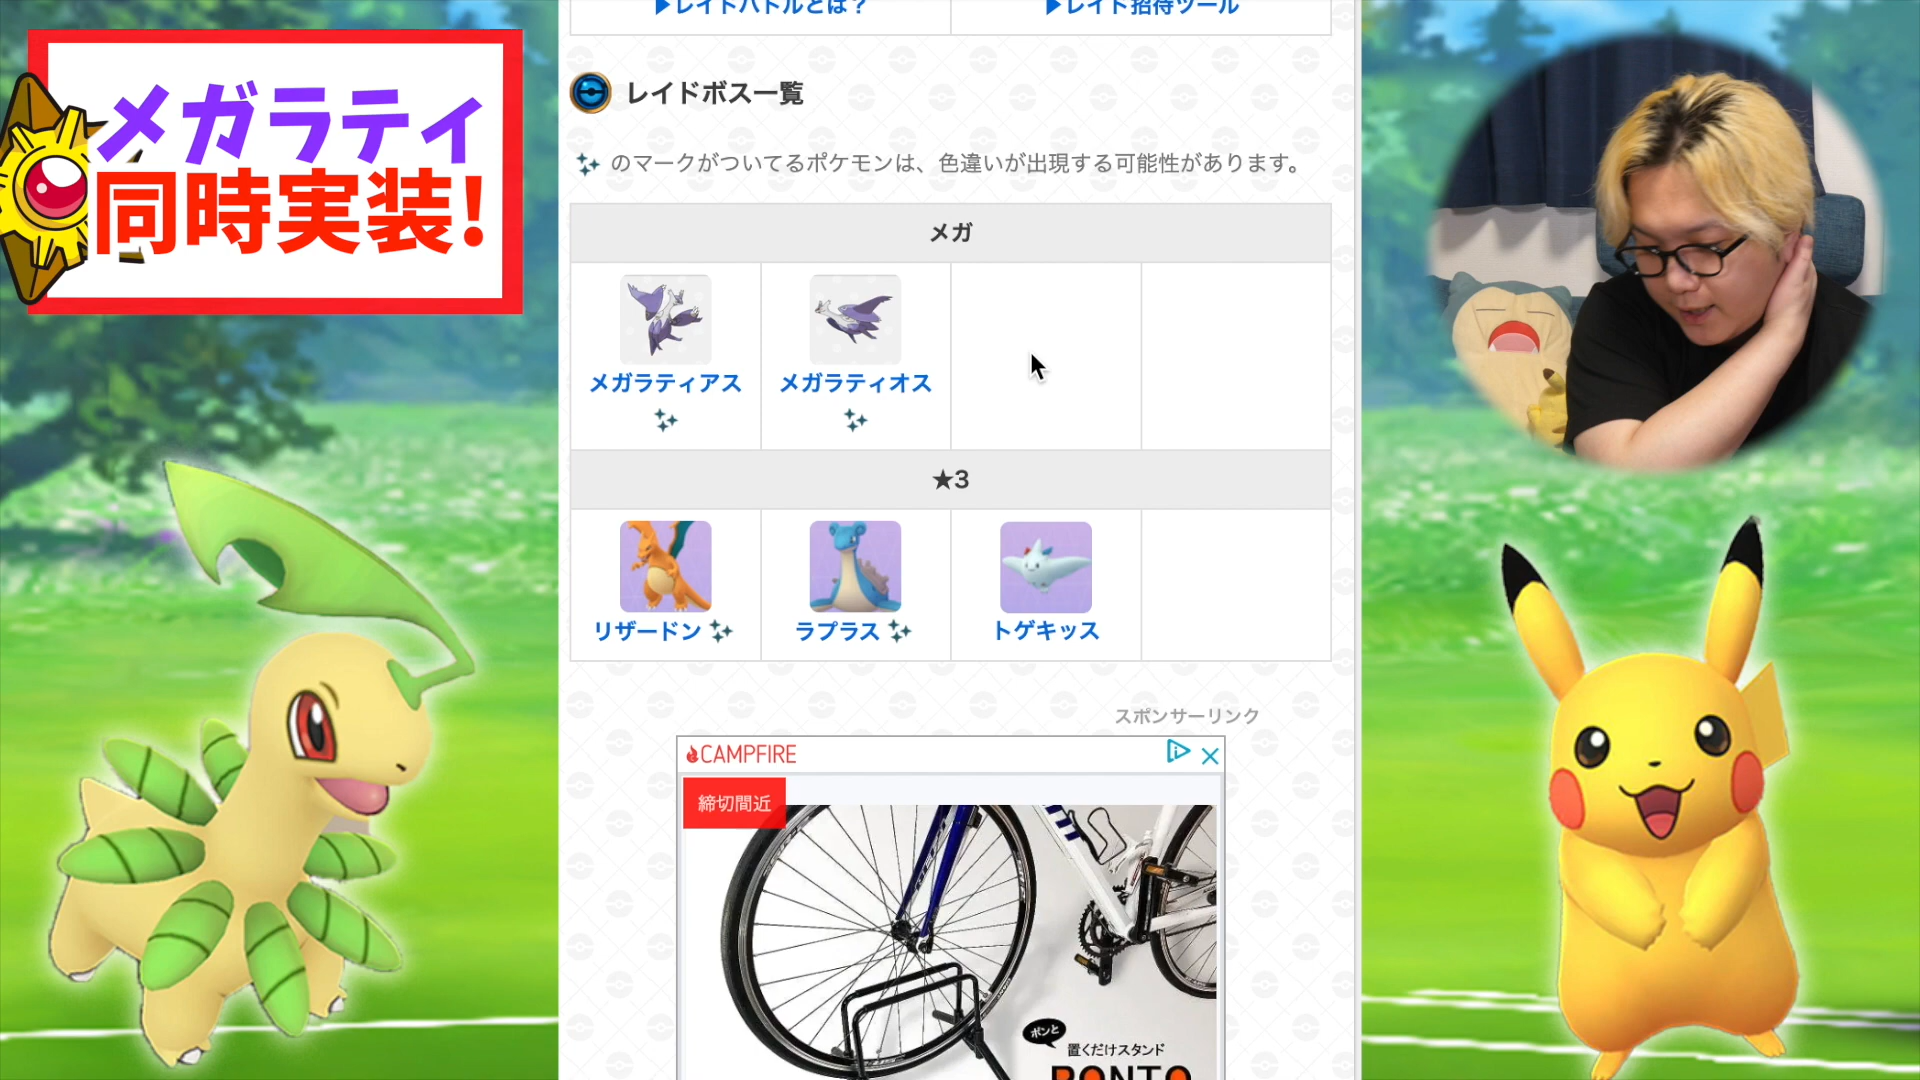 ▶レイドバトルとは？
▶レイド招待ツール
メガラティ
同時実装!
レイドボス一覧
のマークがついてるポケモンは、色違いが出現する可能性があります。
メガ
メガラティアス
メガラティオス
★3
リザードン
ラプラス
トゲキッス
スポンサーリンク
CAMPFIRE
締切間近
ポンと
置くだけスタンド
PONTO